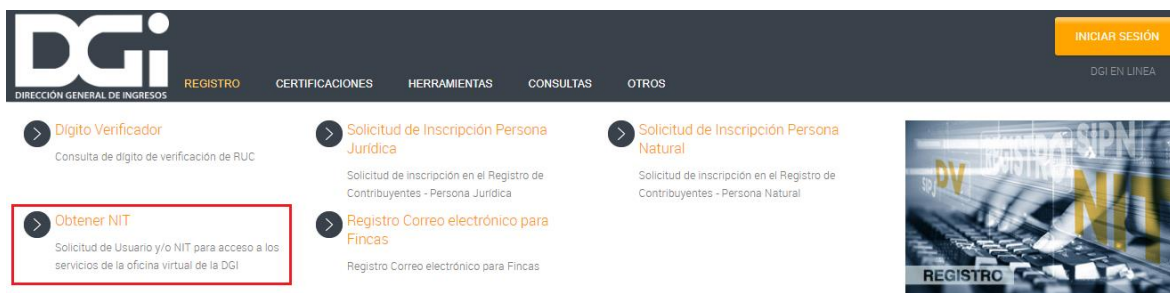 DGi
DIRECCIÓN GENERAL DE INGRESOS
REGISTRO
CERTIFICACIONES
HERRAMIENTAS
CONSULTAS
OTROS
INICIAR SESIÓN
DGI EN LINEA
Dígito Verificador
Consulta de dígito de verificación de RUC
Solicitud de Inscripción Persona
Jurídica
Solicitud de inscripción en el Registro de
Contribuyentes - Persona Jurídica
Solicitud de Inscripción Persona
Natural
Solicitud de inscripción en el Registro de
Contribuyentes - Persona Natural
Obtener NIT
Solicitud de Usuario y/o NIT para acceso a los
servicios de la oficina virtual de la DGI
Registro Correo electrónico para
Fincas
Registro Correo electrónico para Fincas
REGISTRO
SIPN
DV
SIPJ
NIT
REGISTRO